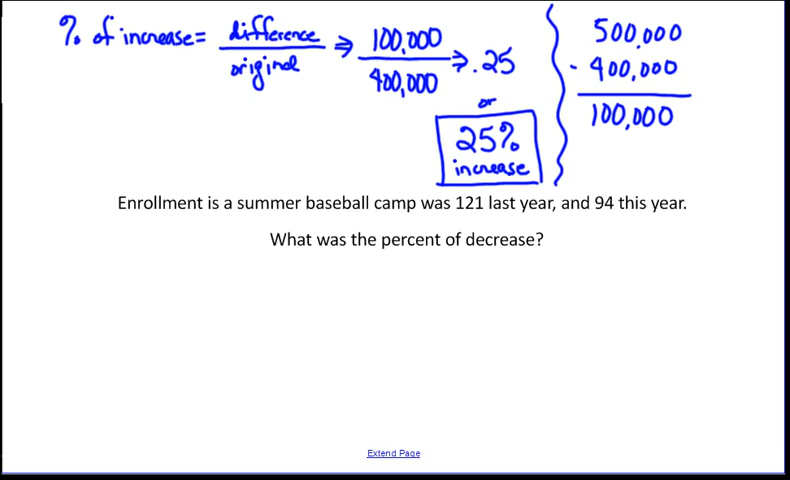 % of increase = difference / original ⇒ 100,000 / 400,000 ⇒ .25
or
25%
increase
500,000
- 400,000
100,000
Enrollment is a summer baseball camp was 121 last year, and 94 this year.
What was the percent of decrease?
Extend Page